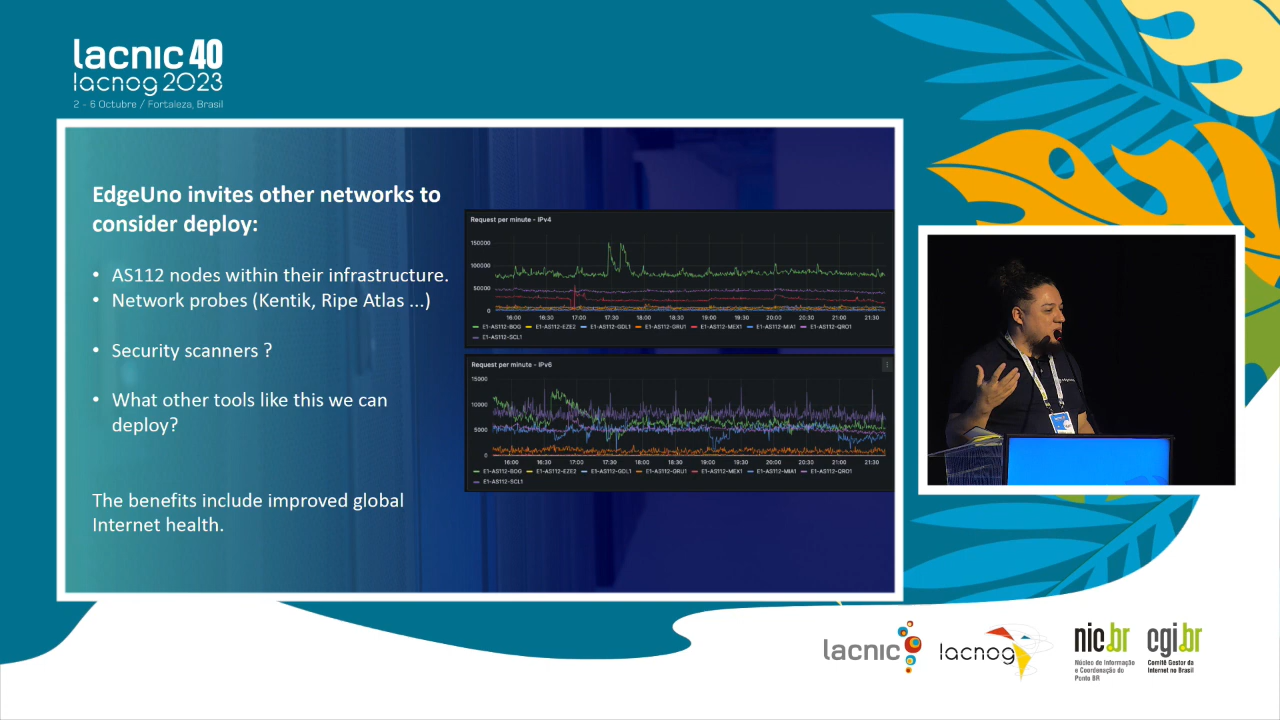 lacnic 40
lacnog 2023
2 - 6 Octubre / Fortaleza, Brasil
EdgeUno invites other networks to
consider deploy:
• AS112 nodes within their infrastructure.
• Network probes (Kentik, Ripe Atlas ...)
• Security scanners ?
• What other tools like this we can
deploy?
The benefits include improved global
Internet health.
Request per minute - IPv4
150000
100000
50000
0
16:00 16:30 17:00 17:30 18:00 18:30 19:00 19:30 20:00 20:30 21:00 21:30
E1-AS112-BOG E1-AS112-EZE2 E1-AS112-GDL1 E1-AS112-GRU1 E1-AS112-MEX1 E1-AS112-MIA1 E1-AS112-QRO1
E1-AS112-SCL1
Request per minute - IPv6
15000
10000
5000
0
16:00 16:30 17:00 17:30 18:00 18:30 19:00 19:30 20:00 20:30 21:00 21:30
E1-AS112-BOG E1-AS112-EZE2 E1-AS112-GDL1 E1-AS112-GRU1 E1-AS112-MEX1 E1-AS112-MIA1 E1-AS112-QRO1
E1-AS112-SCL1
lacnic
lacnog
nic.br
Núcleo de Informação
e Coordenação do
Ponto BR
cgi.br
Comitê Gestor da
Internet no Brasil